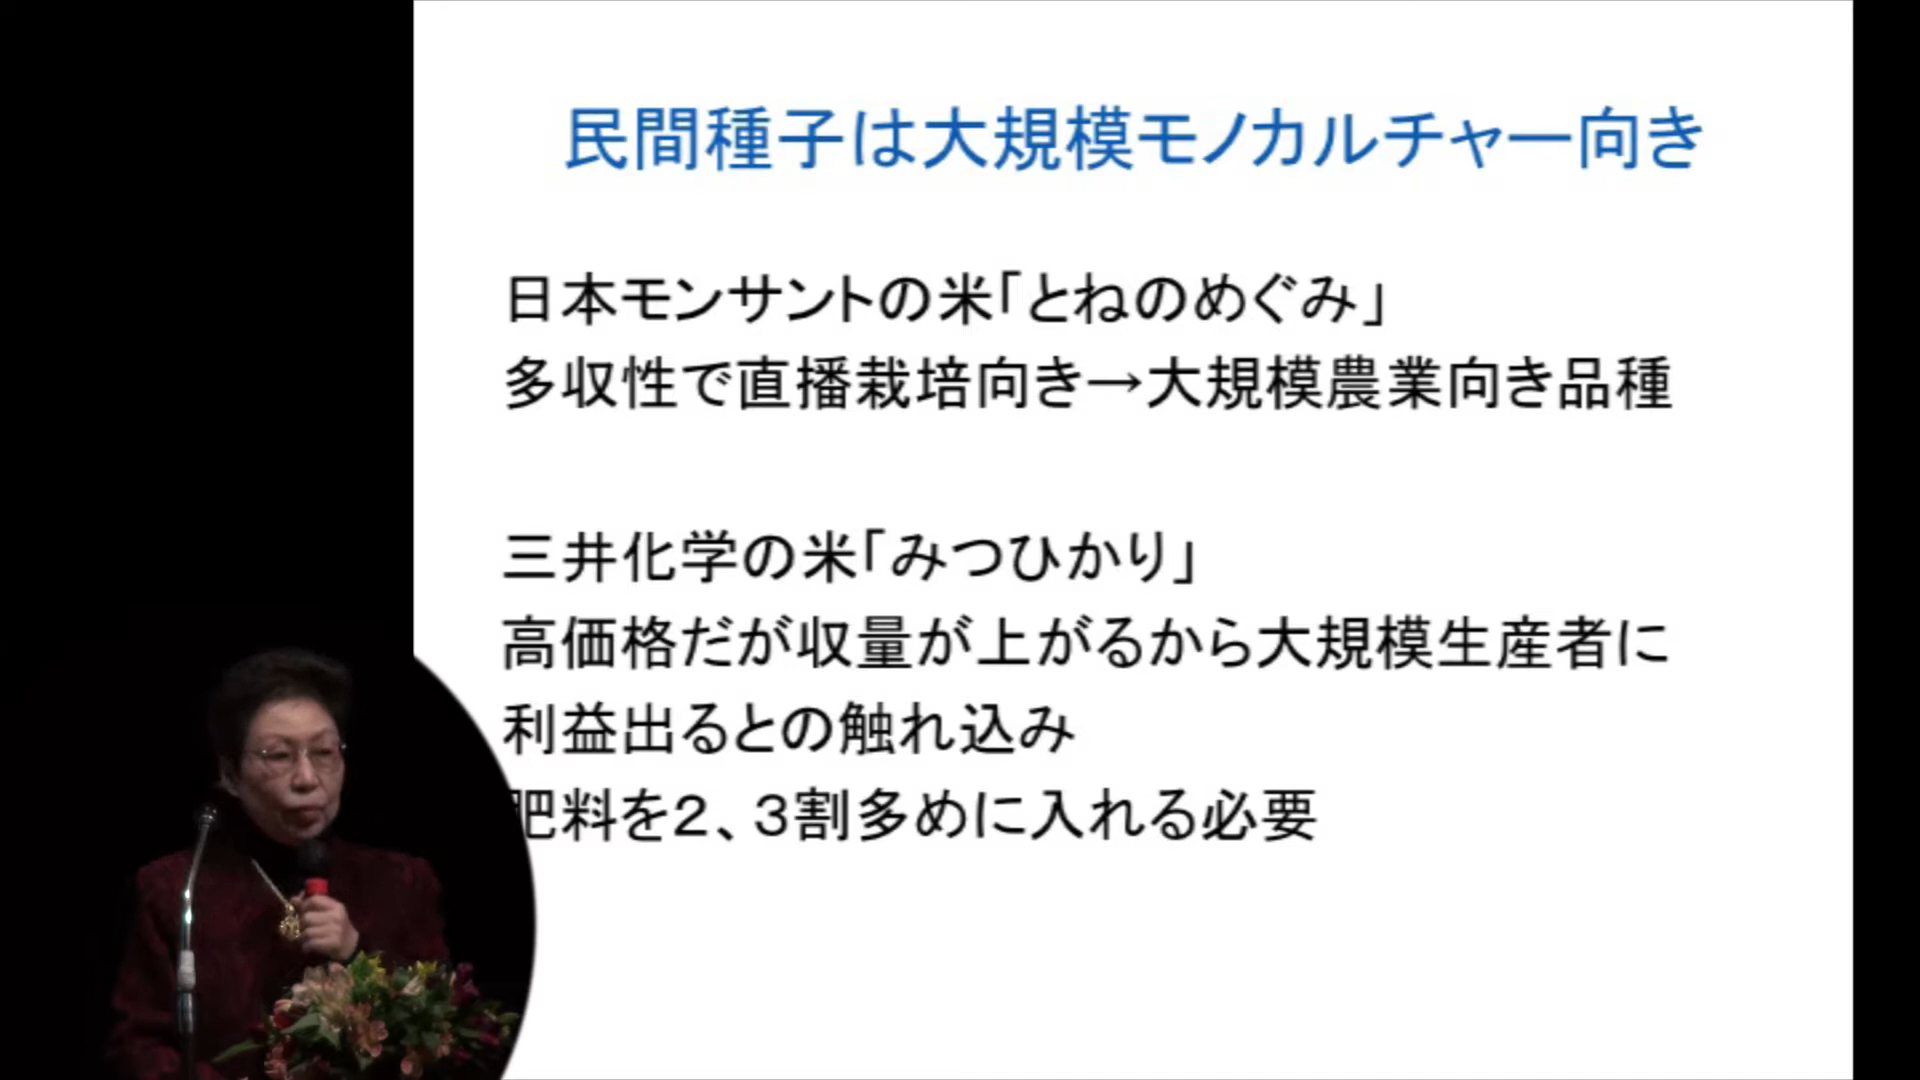 民間種子は大規模モノカルチャー向き
日本モンサントの米「とねのめぐみ」
多収性で直播栽培向き→大規模農業向き品種
三井化学の米「みつひかり」
高価格だが収量が上がるから大規模生産者に
利益出るとの触れ込み
肥料を2、3割多めに入れる必要